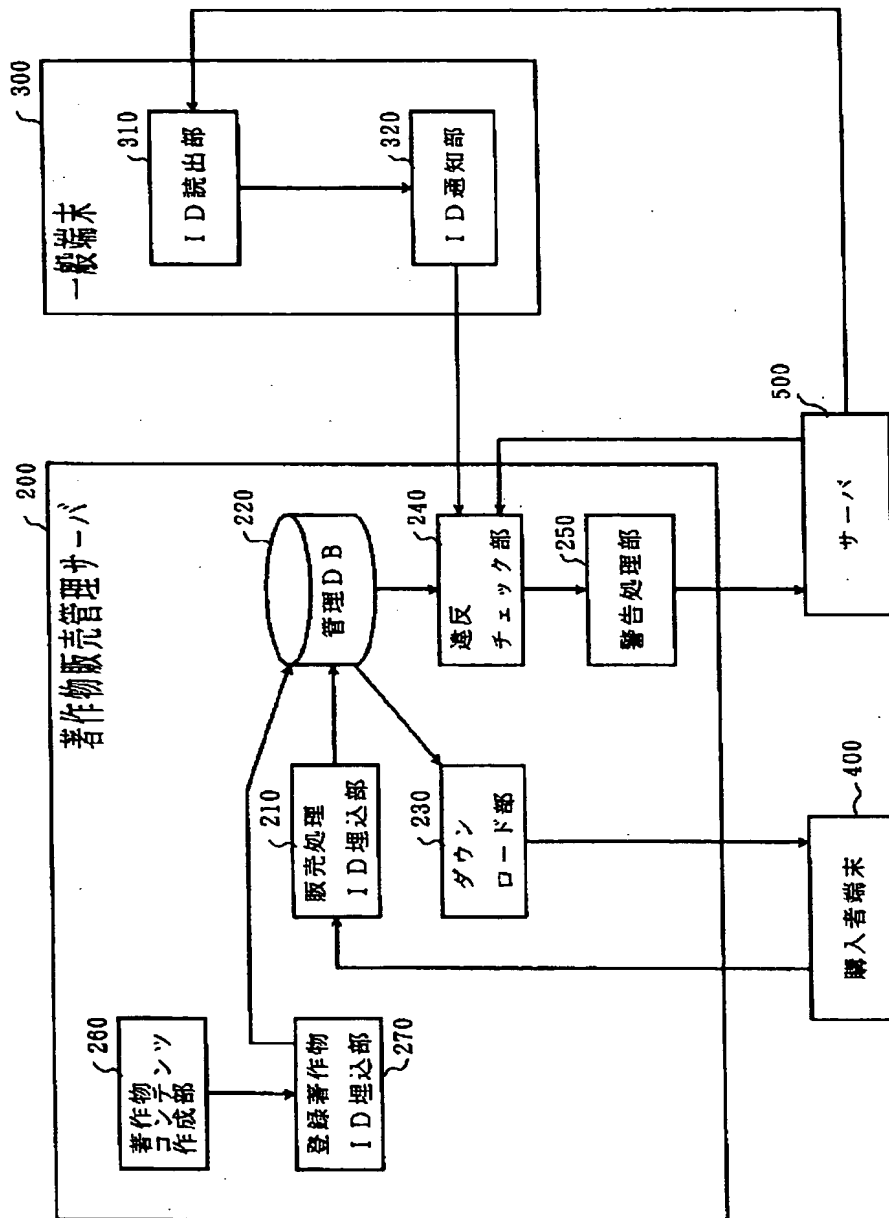 著作物販売管理サーバ
200
著作物
コンテンツ
作成部
260
登録著作物
ID埋込部
270
販売処理
ID埋込部
210
管理DB
220
ダウン
ロード部
230
違反
チェック部
240
警告処理部
250
一般端末
300
ID読出部
310
ID通知部
320
購入者端末
400
サーバ
500